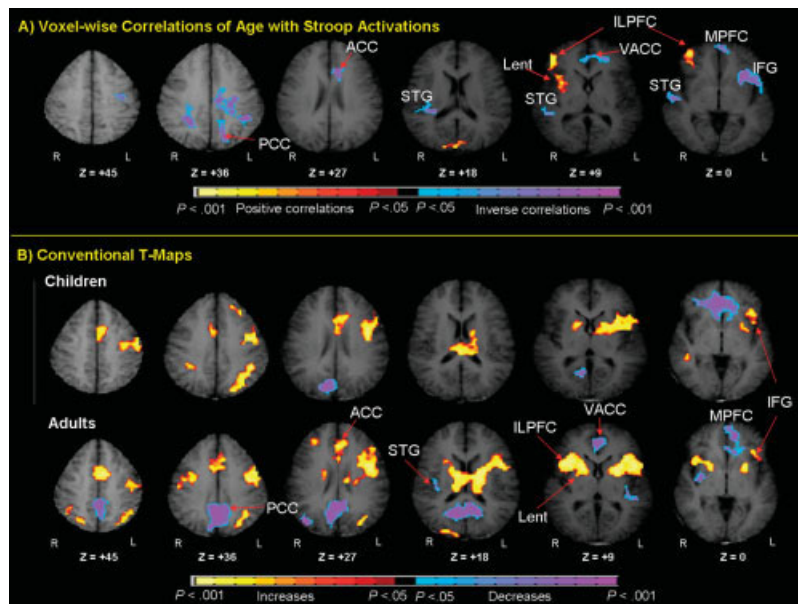 A) Voxel-wise Correlations of Age with Stroop Activations
ILPFC
MPFC
ACC
VACC
Lent
IFG
STG
STG
STG
PCC
R L R L R L R L
Z = +45 Z = +36 Z = +27 Z = +18 Z = +9 Z = 0
P < .001 Positive correlations P <.05 P < .05 Inverse correlations P < .001
B) Conventional T-Maps
Children
IFG
Adults
ACC
VACC
MPFC
ILPFC
STG
PCC
Lent
R L R L R L R L R L R L
Z = +45 Z = +36 Z = +27 Z = +18 Z = +9 Z = 0
P < .001 Increases P <.05 P < .05 Decreases P < .001